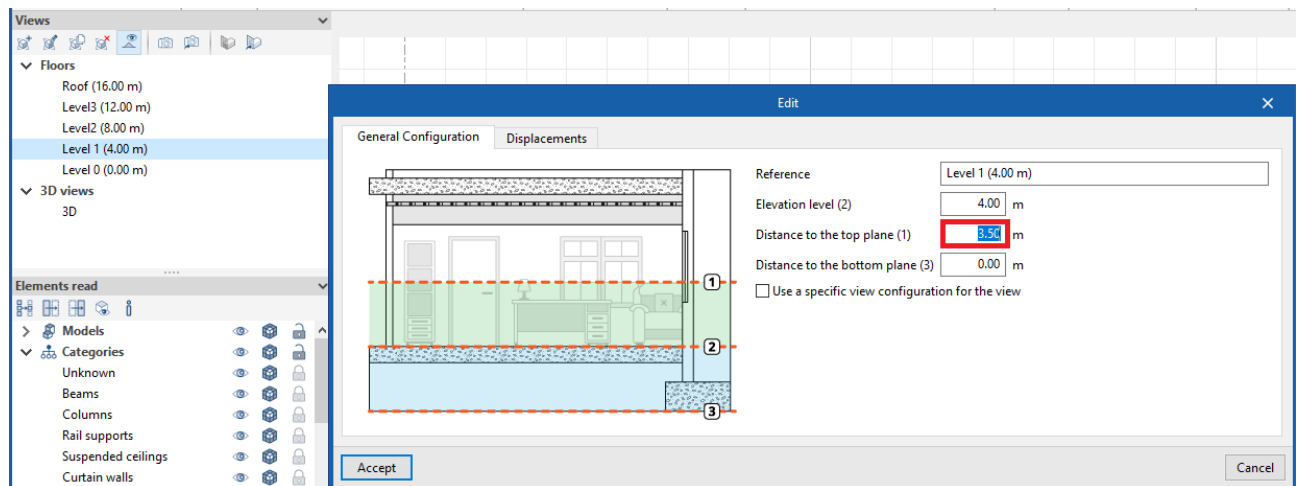 Views
Floors
Roof (16.00 m)
Level3 (12.00 m)
Level2 (8.00 m)
Level 1 (4.00 m)
Level 0 (0.00 m)
3D views
3D
Elements read
Models
Categories
Unknown
Beams
Columns
Rail supports
Suspended ceilings
Curtain walls
Edit
General Configuration Displacements
Reference Level 1 (4.00 m)
Elevation level (2) 4.00 m
Distance to the top plane (1) 3.50 m
Distance to the bottom plane (3) 0.00 m
Use a specific view configuration for the view
1
2
3
Accept Cancel